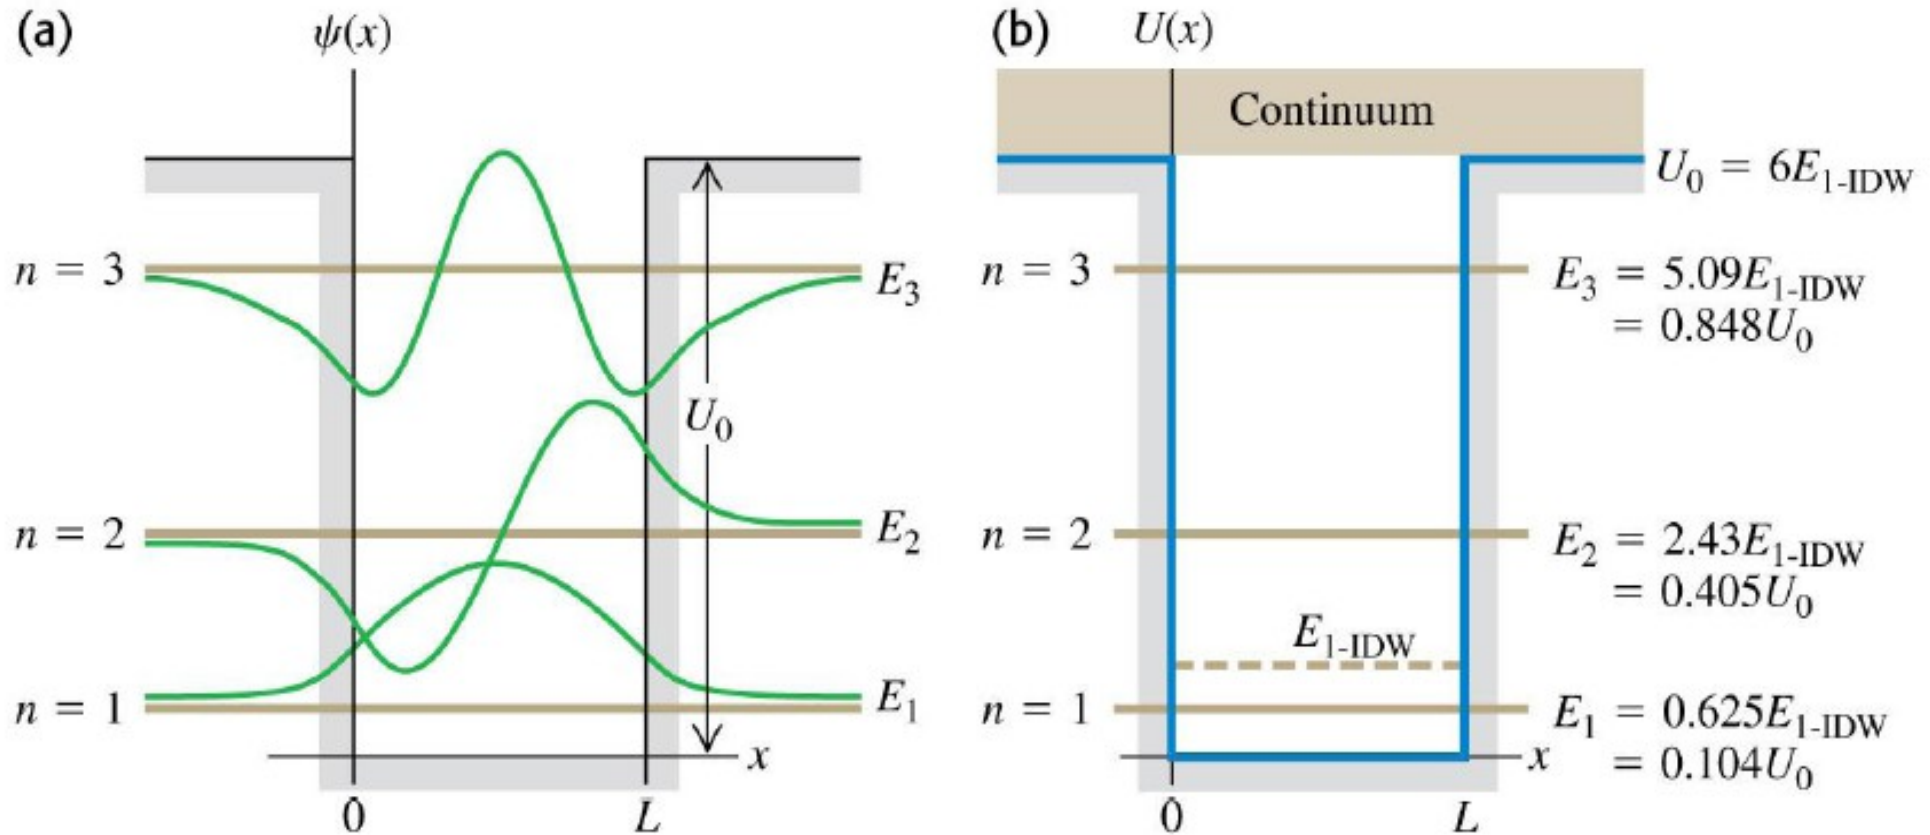 (a)
ψ(x)
n = 3
E₃
U₀
n = 2
E₂
n = 1
E₁
x
0
L
(b)
U(x)
Continuum
U₀ = 6E₁₋IDW
n = 3
E₃ = 5.09E₁₋IDW
= 0.848U₀
n = 2
E₂ = 2.43E₁₋IDW
= 0.405U₀
E₁₋IDW
n = 1
E₁ = 0.625E₁₋IDW
= 0.104U₀
x
0
L